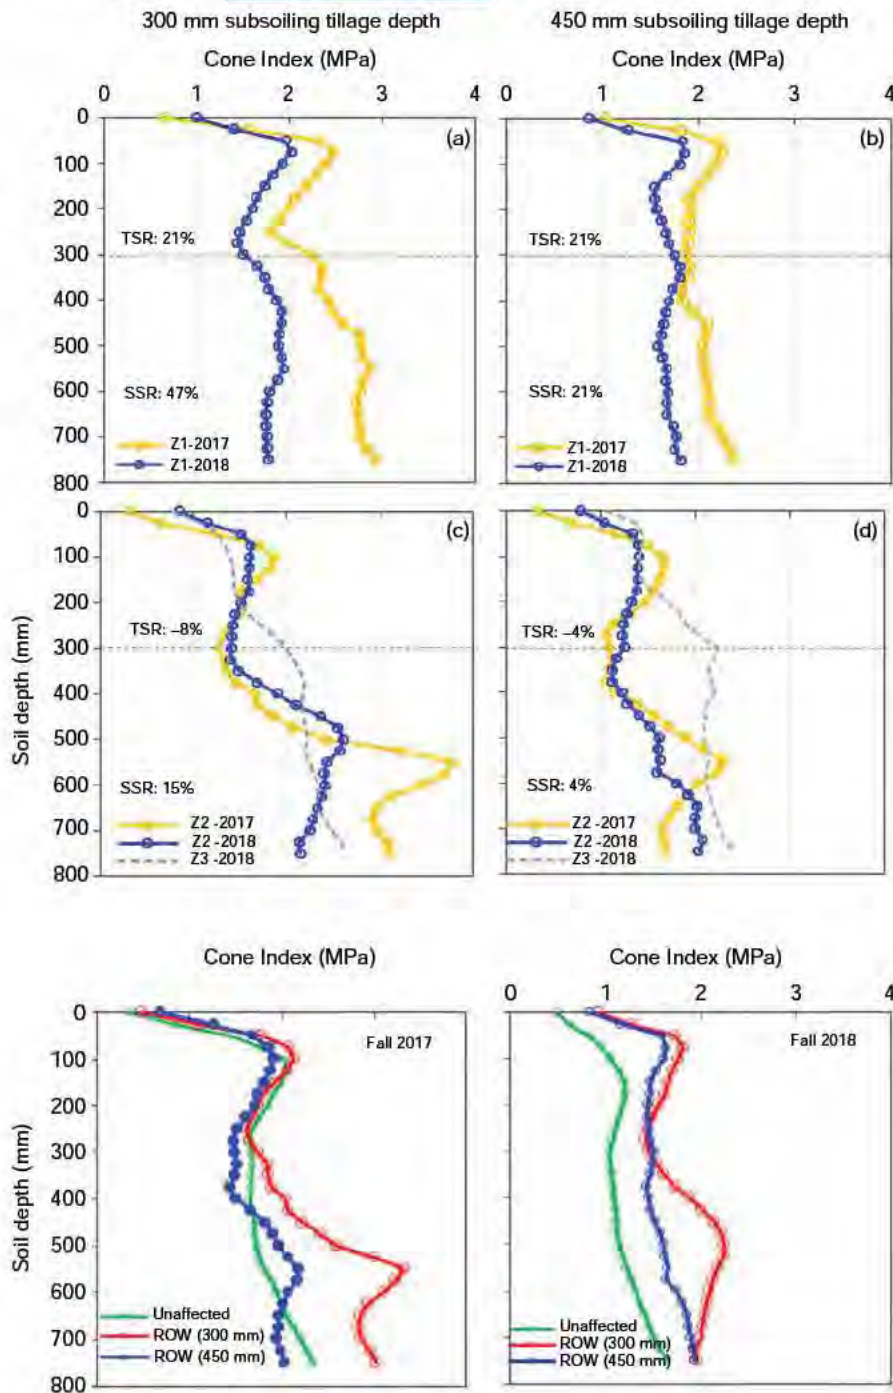 300 mm subsoiling tillage depth
450 mm subsoiling tillage depth
Cone Index (MPa)
Cone Index (MPa)
0 1 2 3 4
0 1 2 3 4
0
100
200
300
400
500
600
700
800
(a)
TSR: 21%
SSR: 47%
Z1-2017
Z1-2018
(b)
TSR: 21%
SSR: 21%
Z1-2017
Z1-2018
Soil depth (mm)
0
100
200
300
400
500
600
700
800
(c)
TSR: –8%
SSR: 15%
Z2 -2017
Z2 -2018
Z3 -2018
(d)
TSR: –4%
SSR: 4%
Z2 -2017
Z2 -2018
Z3 -2018
Cone Index (MPa)
Cone Index (MPa)
0 1 2 3 4
Soil depth (mm)
0
100
200
300
400
500
600
700
800
Fall 2017
Unaffected
ROW (300 mm)
ROW (450 mm)
Fall 2018
Unaffected
ROW (300 mm)
ROW (450 mm)